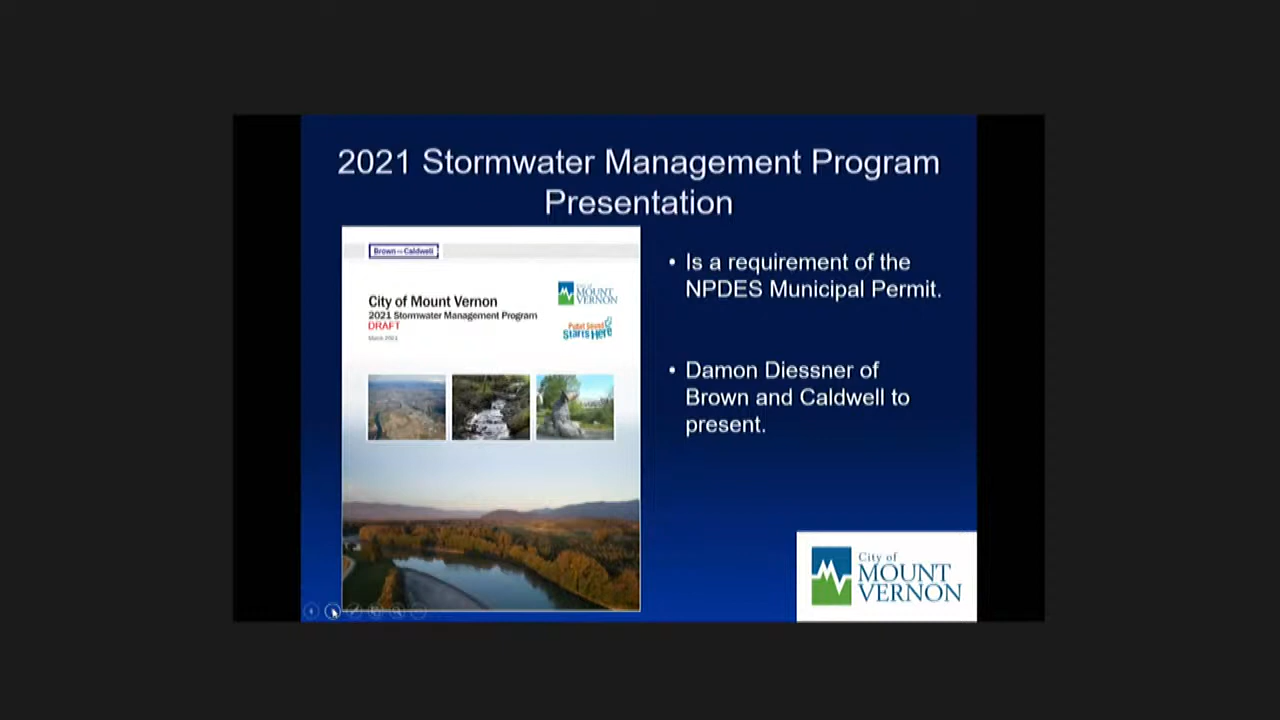 2021 Stormwater Management Program
Presentation
Brown and Caldwell
City of Mount Vernon
2021 Stormwater Management Program
DRAFT
March 2021
City of
MOUNT
VERNON
Puget Sound
Starts Here
• Is a requirement of the
NPDES Municipal Permit.
• Damon Diessner of
Brown and Caldwell to
present.
City of
MOUNT
VERNON